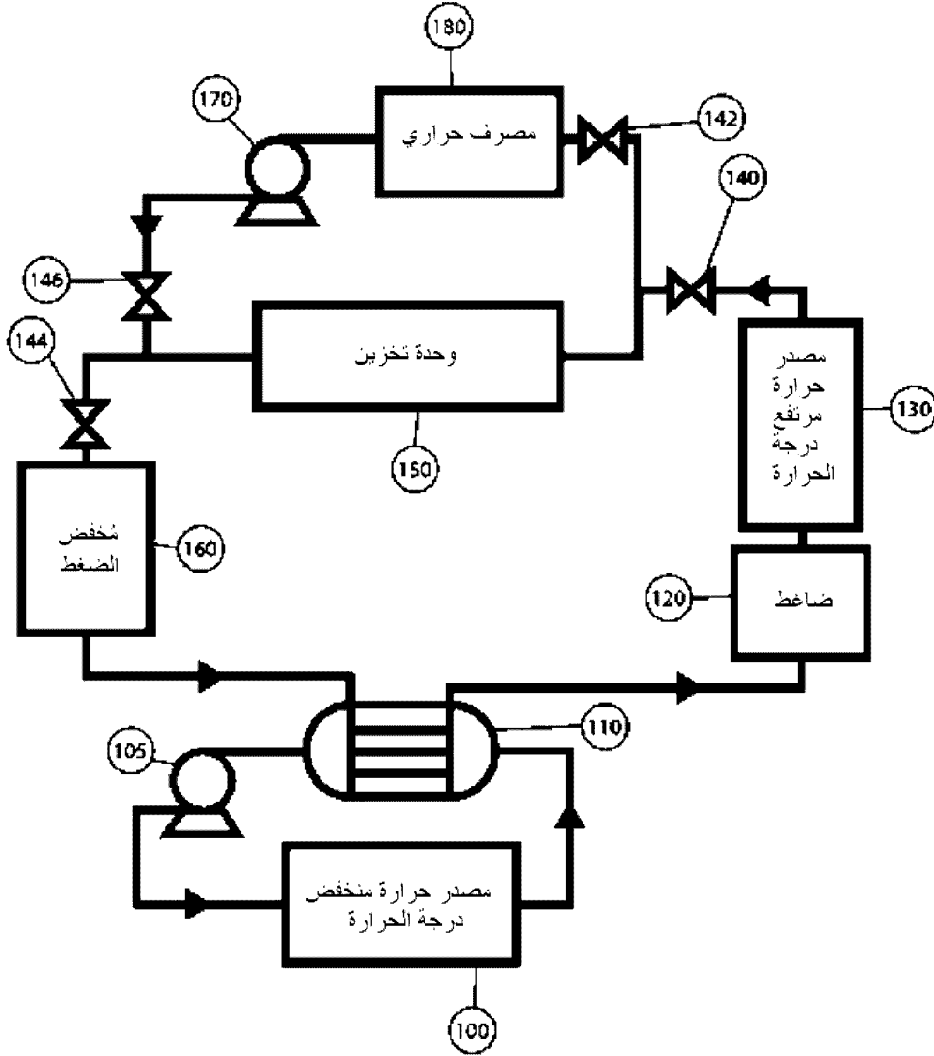 180
170
142
مصرف حراري
140
146
144
وحدة تخزين
مصدر
حرارة
مرتفع
درجة
الحرارة
130
150
مُخفض
الضغط
160
120
ضاغط
110
105
مصدر حرارة منخفض
درجة الحرارة
100